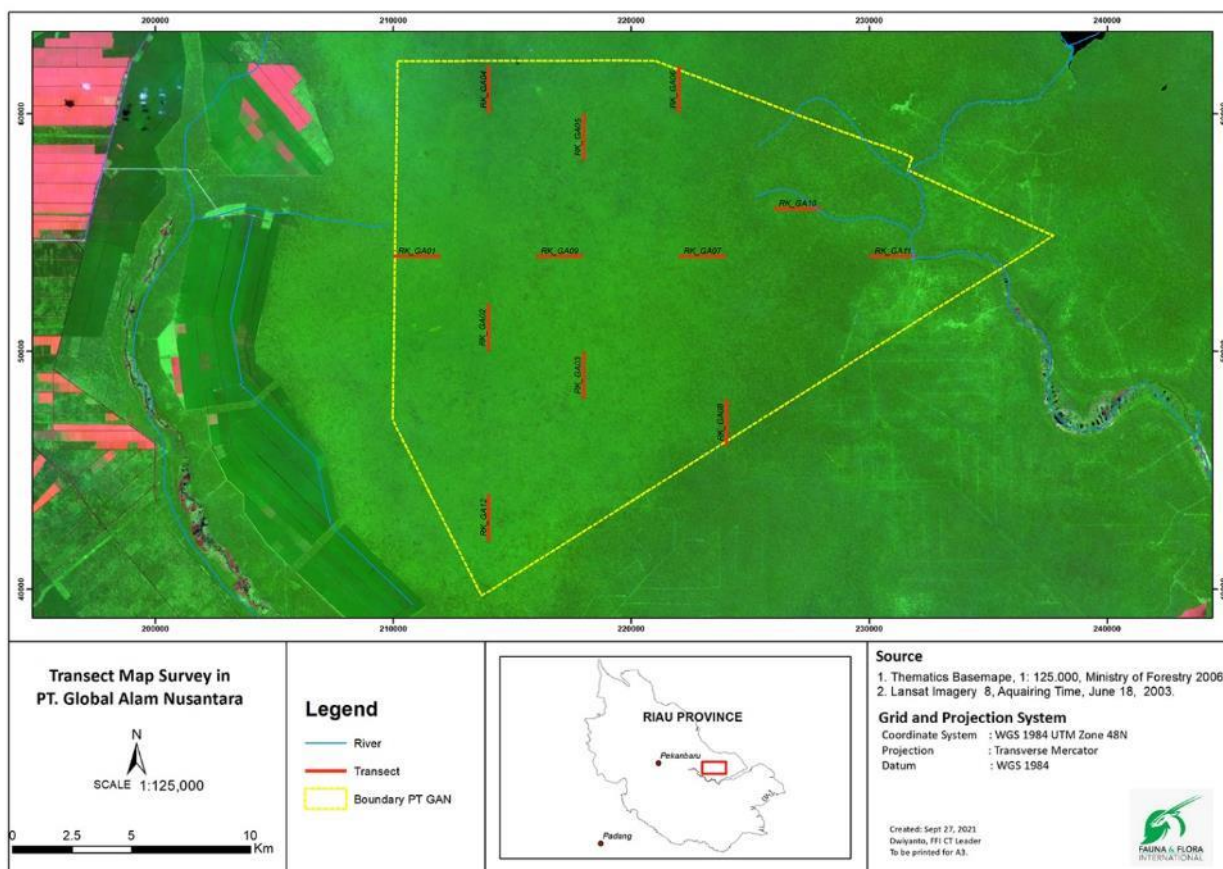 200000 210000 220000 230000 240000
60000
50000
40000
RK_GA04
RK_GA06
RK_GA05
RK_GA10
RK_GA01
RK_GA09
RK_GA07
RK_GA11
RK_GA02
RK_GA03
RK_GA08
RK_GA12
200000 210000 220000 230000 240000
Transect Map Survey in
PT. Global Alam Nusantara
N
SCALE 1:125,000
0 2.5 5 10
Km
Legend
River
Transect
Boundary PT GAN
RIAU PROVINCE
Pekanbaru
Padang
Source
1. Thematics Basemape, 1: 125.000, Ministry of Forestry 2006
2. Lansat Imagery 8, Aquairing Time, June 18, 2003.
Grid and Projection System
Coordinate System : WGS 1984 UTM Zone 48N
Projection : Transverse Mercator
Datum : WGS 1984
Created: Sept 27, 2021
Dwiyanto, FFI CT Leader
To be printed for A3.
FAUNA & FLORA
INTERNATIONAL